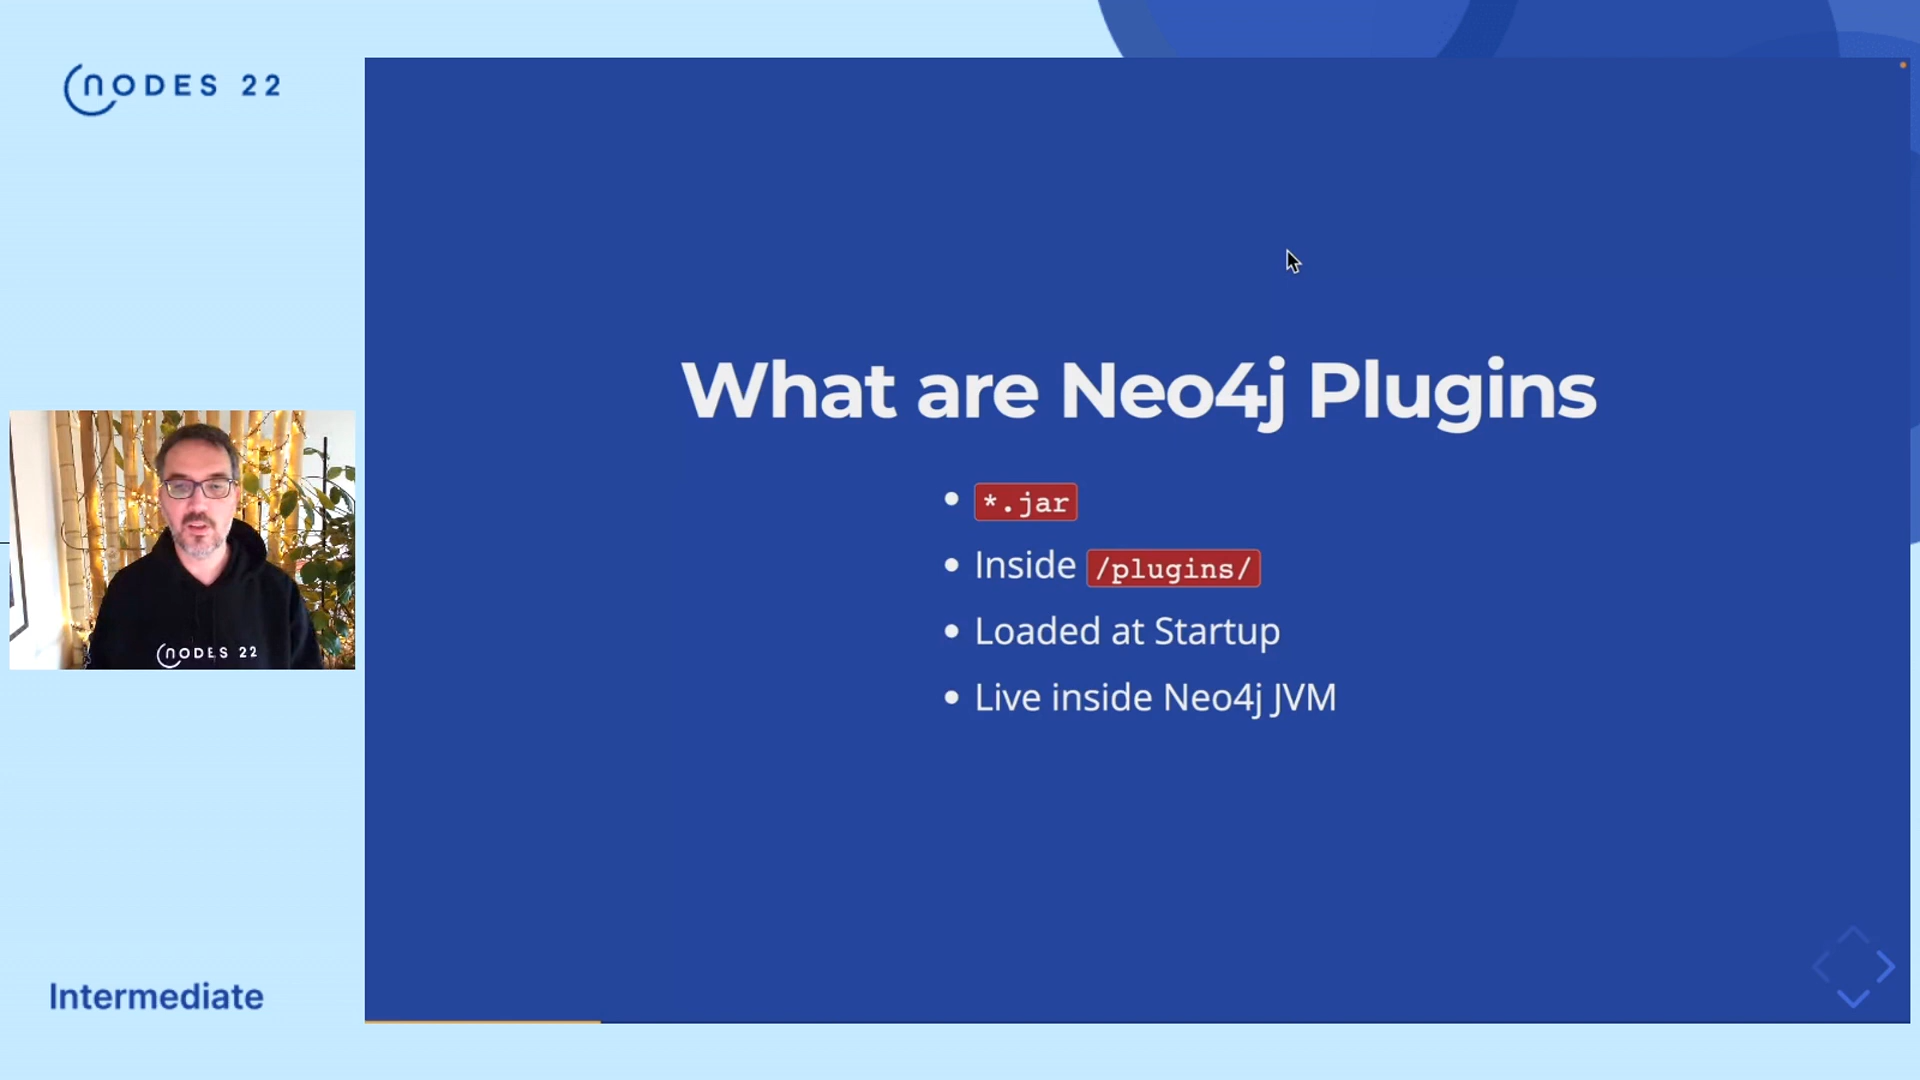 NODES 22
What are Neo4j Plugins
*.jar
Inside /plugins/
Loaded at Startup
Live inside Neo4j JVM
NODES 22
Intermediate